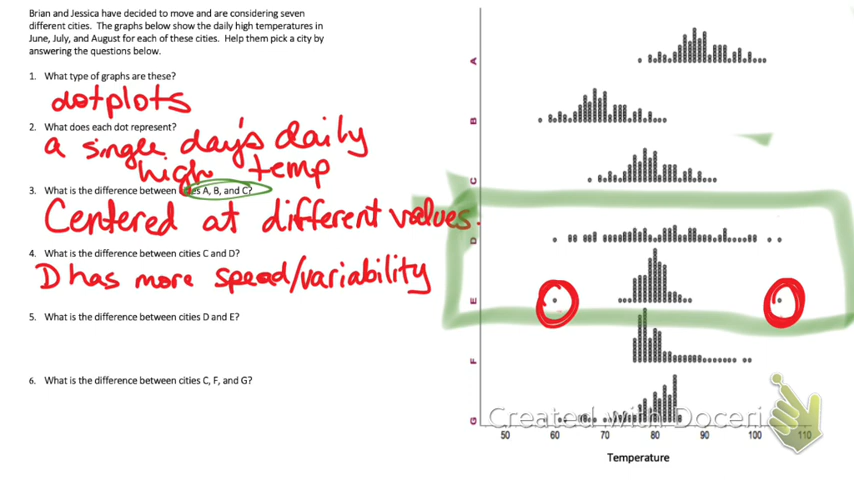 Brian and Jessica have decided to move and are considering seven
different cities. The graphs below show the daily high temperatures in
June, July, and August for each of these cities. Help them pick a city by
answering the questions below.
1. What type of graphs are these?
dotplots
2. What does each dot represent?
a single day's daily
high temp
3. What is the difference between cities A, B, and C?
Centered at different values.
4. What is the difference between cities C and D?
D has more spead/variability
5. What is the difference between cities D and E?
6. What is the difference between cities C, F, and G?
A
B
C
D
E
F
G
Created with Doceri
50 60 70 80 90 100 110
Temperature